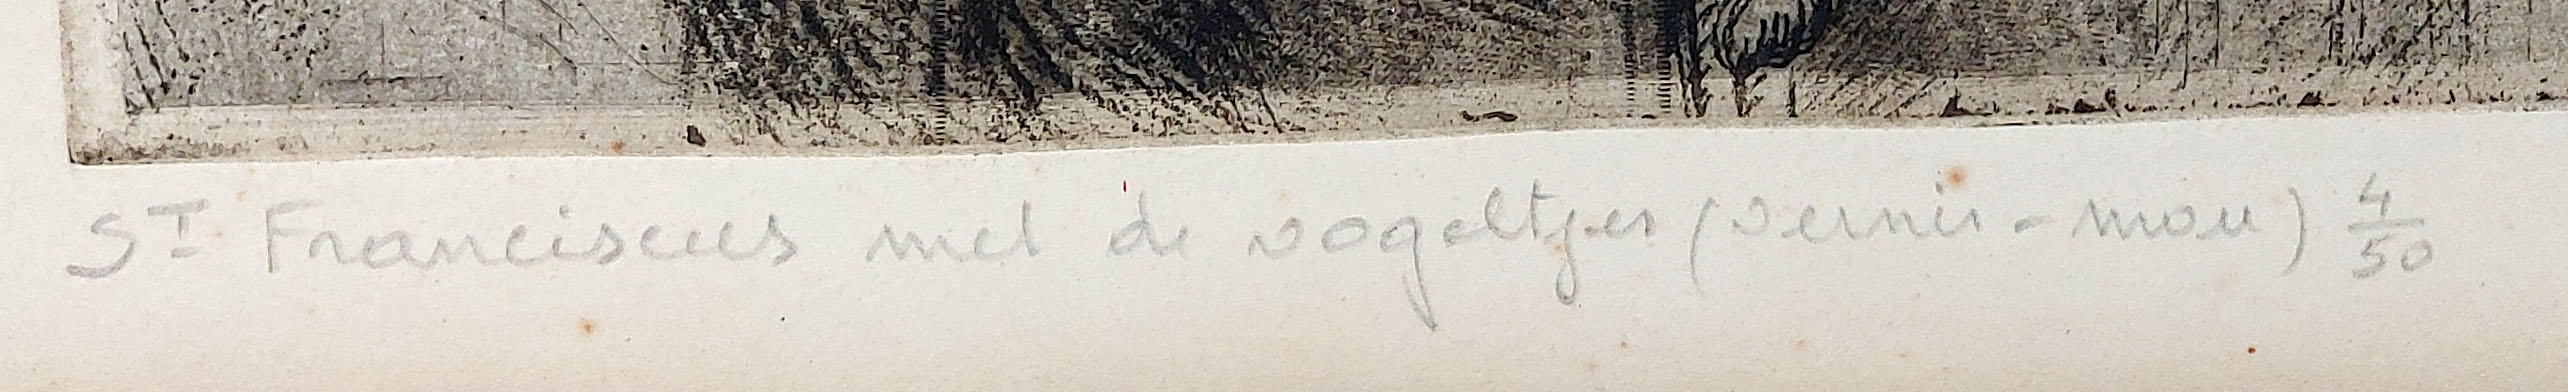 ST Franciscus met de vogeltjes (vernis-mou) 4/50